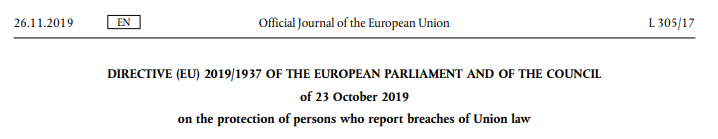 26.11.2019 EN Official Journal of the European Union L 305/17
DIRECTIVE (EU) 2019/1937 OF THE EUROPEAN PARLIAMENT AND OF THE COUNCIL
of 23 October 2019
on the protection of persons who report breaches of Union law